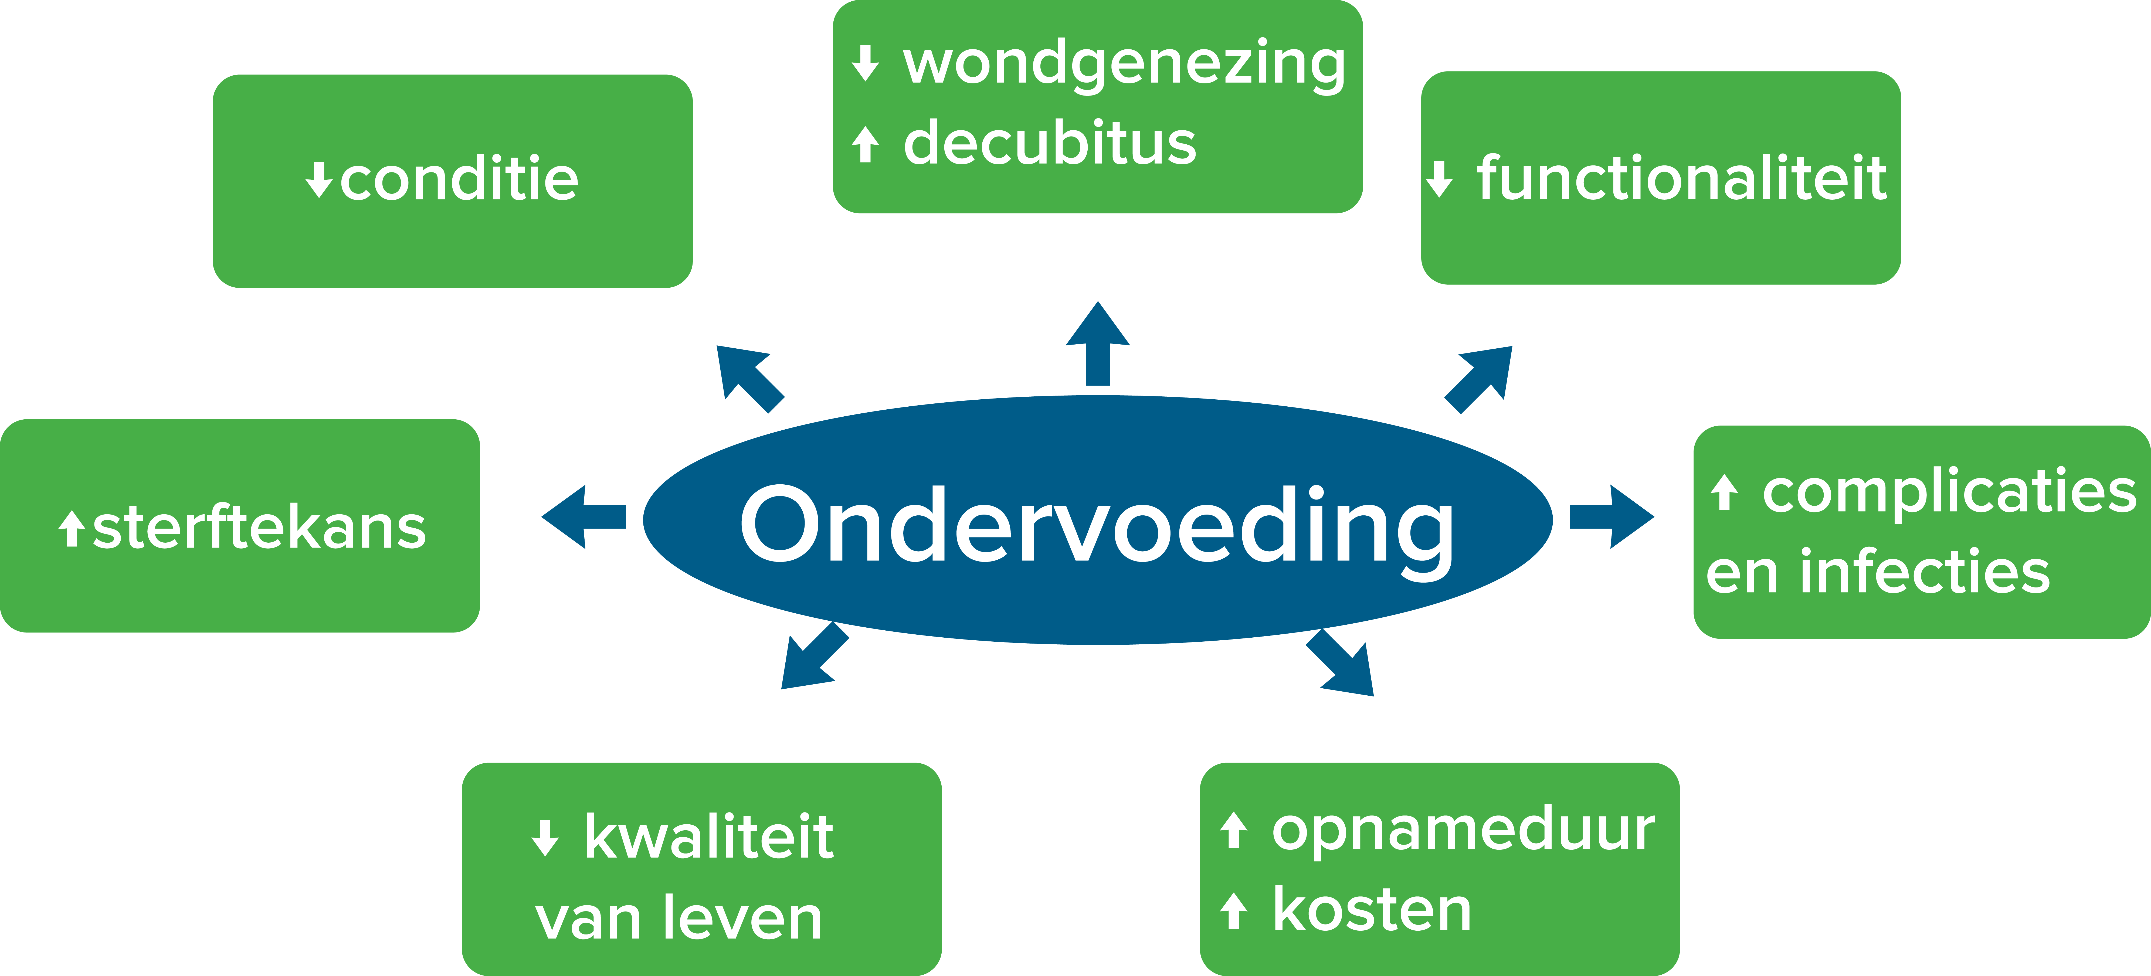 ↓ wondgenezing
↑ decubitus
↓conditie
↓ functionaliteit
↑sterftekans
Ondervoeding
↑ complicaties
en infecties
↓ kwaliteit
van leven
↑ opnameduur
↑ kosten